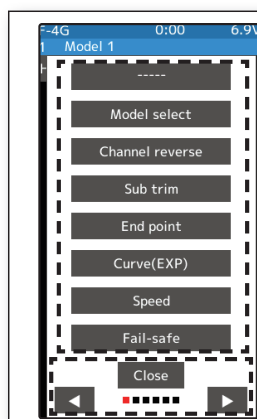 F-4G 0:00 6.9V
1 Model 1
-----
Model select
Channel reverse
Sub trim
End point
Curve(EXP)
Speed
Fail-safe
Close